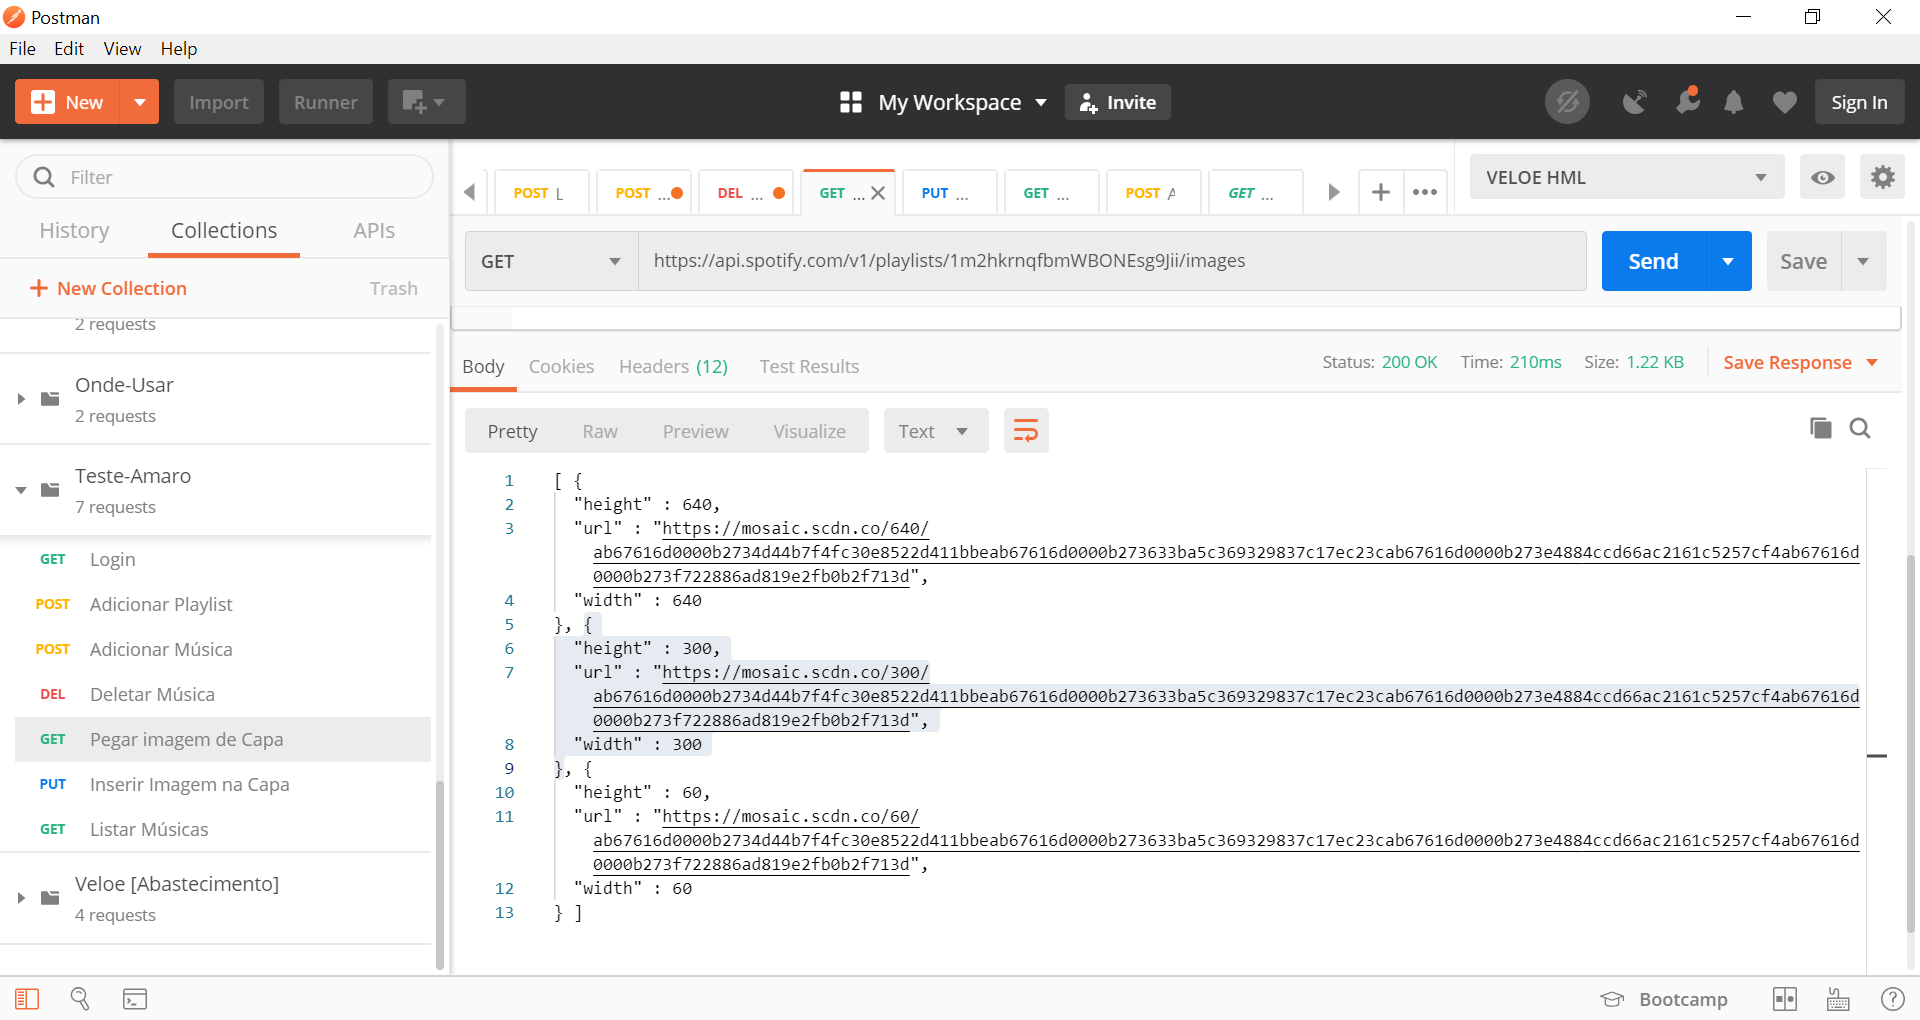 Postman
File Edit View Help
New Import Runner My Workspace Invite Sign In
Filter
History Collections APIs
New Collection Trash
2 requests
Onde-Usar
2 requests
Teste-Amaro
7 requests
GET Login
POST Adicionar Playlist
POST Adicionar Música
DEL Deletar Música
GET Pegar imagem de Capa
PUT Inserir Imagem na Capa
GET Listar Músicas
Veloe [Abastecimento]
4 requests
POST L POST ... DEL ... GET ... PUT ... GET ... POST A GET ...
VELOE HML
GET https://api.spotify.com/v1/playlists/1m2hkrnqfbmWBONEsg9Jii/images Send Save
Body Cookies Headers (12) Test Results Status: 200 OK Time: 210ms Size: 1.22 KB Save Response
Pretty Raw Preview Visualize Text
1 [ {
2 "height" : 640,
3 "url" : "https://mosaic.scdn.co/640/
ab67616d0000b2734d44b7f4fc30e8522d411bbeab67616d0000b273633ba5c369329837c17ec23cab67616d0000b273e4884ccd66ac2161c5257cf4ab67616d
0000b273f722886ad819e2fb0b2f713d",
4 "width" : 640
5 }, {
6 "height" : 300,
7 "url" : "https://mosaic.scdn.co/300/
ab67616d0000b2734d44b7f4fc30e8522d411bbeab67616d0000b273633ba5c369329837c17ec23cab67616d0000b273e4884ccd66ac2161c5257cf4ab67616d
0000b273f722886ad819e2fb0b2f713d",
8 "width" : 300
9 }, {
10 "height" : 60,
11 "url" : "https://mosaic.scdn.co/60/
ab67616d0000b2734d44b7f4fc30e8522d411bbeab67616d0000b273633ba5c369329837c17ec23cab67616d0000b273e4884ccd66ac2161c5257cf4ab67616d
0000b273f722886ad819e2fb0b2f713d",
12 "width" : 60
13 } ]
Bootcamp